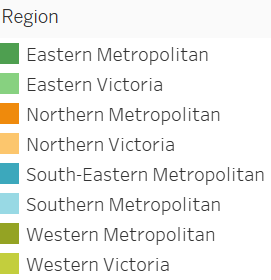 Region
Eastern Metropolitan
Eastern Victoria
Northern Metropolitan
Northern Victoria
South-Eastern Metropolitan
Southern Metropolitan
Western Metropolitan
Western Victoria